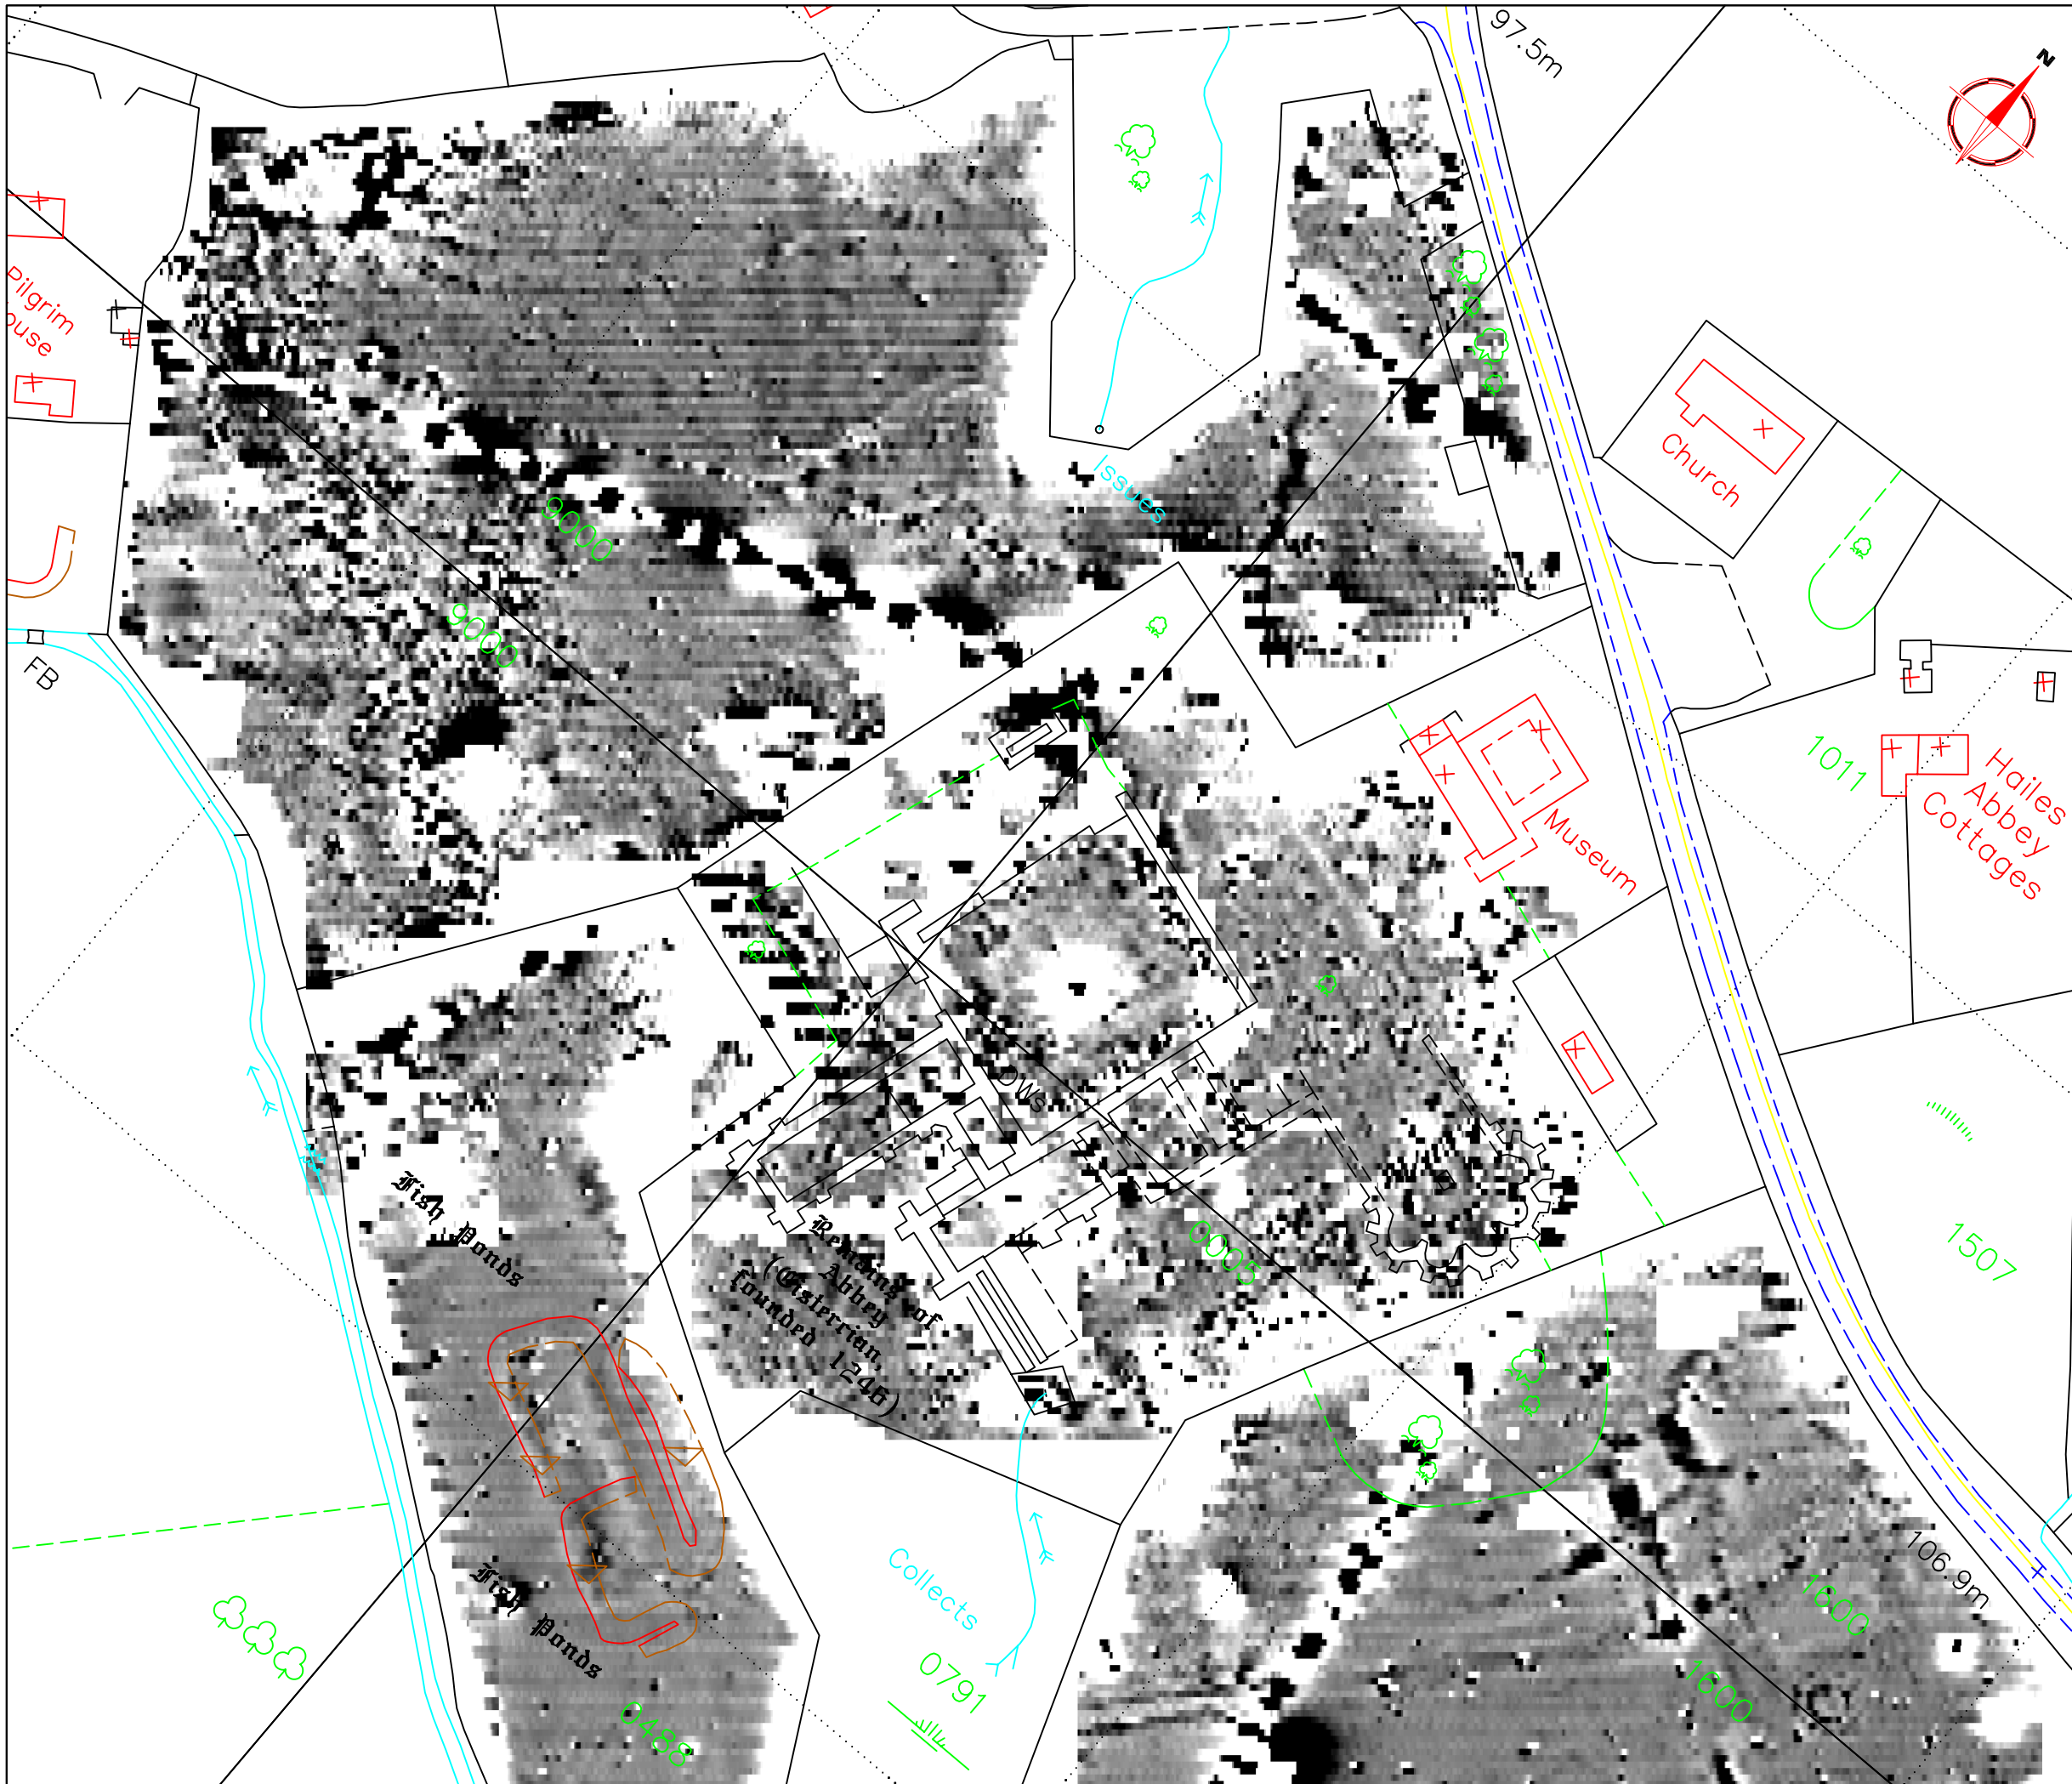 97.5m
N
Pilgrim
ouse
Church
Issues
9000
9000
FB
Museum
1011
Hailes
Abbey
Cottages
Fish Ponds
Remains of
Abbey
(Cistercian,
founded 1246)
0005
1507
Fish Ponds
Collects
0791
0488
106.9m
1600
1600